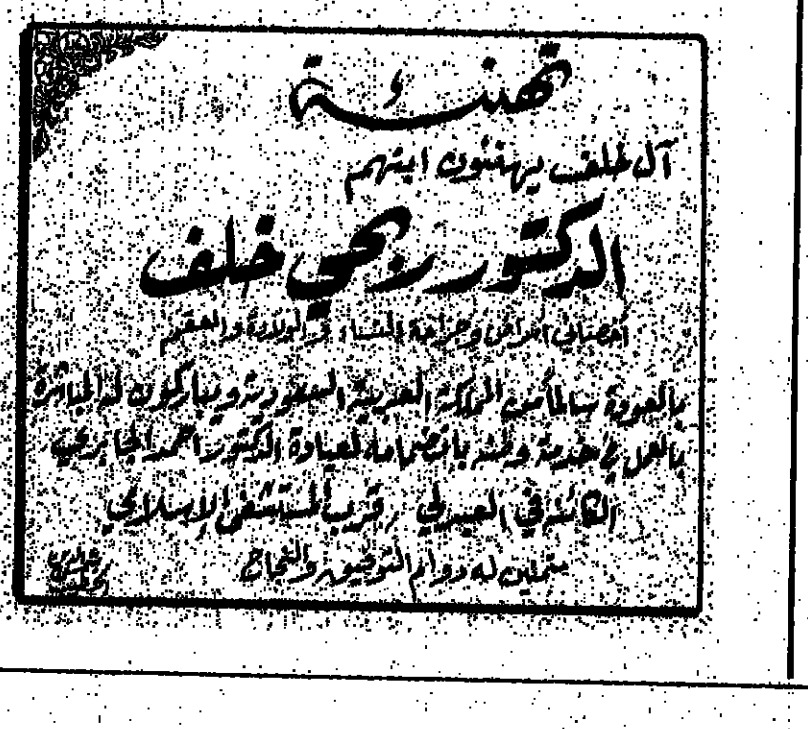 تهنئة
آل خلف يهنئون ابنهم
الدكتور ربحي خلف
أخصائي أمراض وجراحة النساء والولادة والعقم
بالعودة سالماً من المملكة العربية السعودية ويباركون له المباشرة
بالعمل في خدمة وطنه بانضمامه لعيادة الدكتور احمد الجابري
الكائنة في العبدلي / قرب المستشفى الإسلامي
متمنين له دوام التوفيق والنجاح